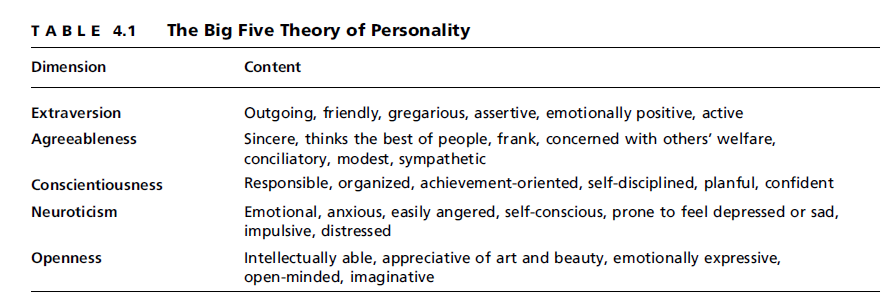 TABLE 4.1 The Big Five Theory of Personality
Dimension Content
Extraversion Outgoing, friendly, gregarious, assertive, emotionally positive, active
Agreeableness Sincere, thinks the best of people, frank, concerned with others’ welfare,
conciliatory, modest, sympathetic
Conscientiousness Responsible, organized, achievement-oriented, self-disciplined, planful, confident
Neuroticism Emotional, anxious, easily angered, self-conscious, prone to feel depressed or sad,
impulsive, distressed
Openness Intellectually able, appreciative of art and beauty, emotionally expressive,
open-minded, imaginative